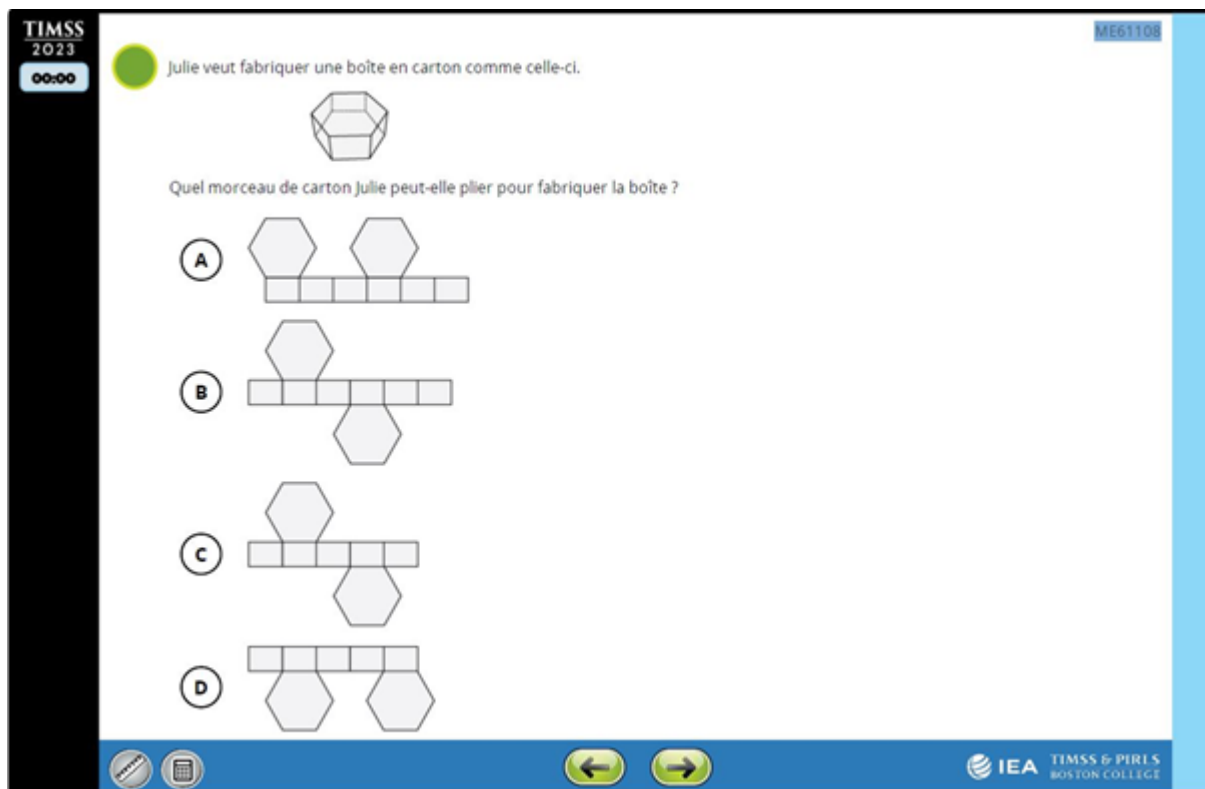 TIMSS
2023
00:00
ME61108
Julie veut fabriquer une boîte en carton comme celle-ci.
Quel morceau de carton Julie peut-elle plier pour fabriquer la boîte ?
A
B
C
D
IEA
TIMSS & PIRLS
BOSTON COLLEGE